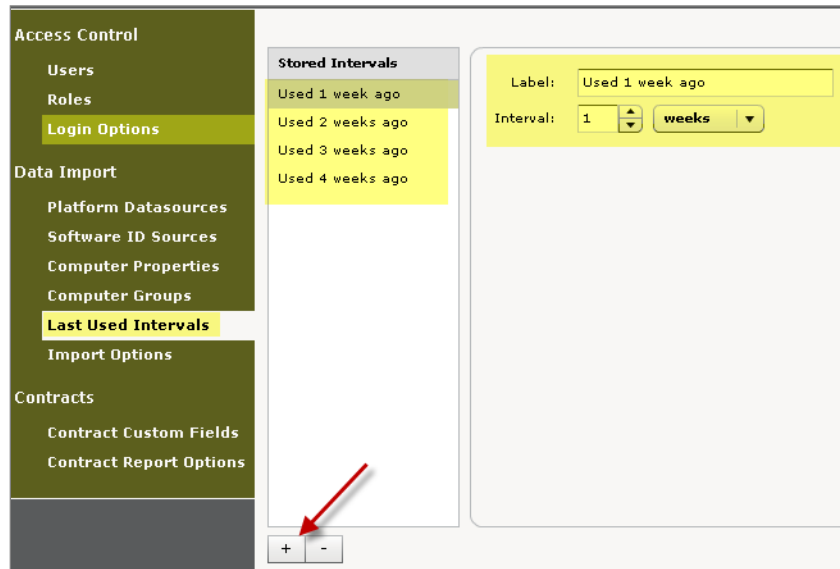 Access Control
Users
Roles
Login Options
Data Import
Platform Datasources
Software ID Sources
Computer Properties
Computer Groups
Last Used Intervals
Import Options
Contracts
Contract Custom Fields
Contract Report Options
Stored Intervals
Used 1 week ago
Used 2 weeks ago
Used 3 weeks ago
Used 4 weeks ago
+ -
Label: Used 1 week ago
Interval: 1 weeks